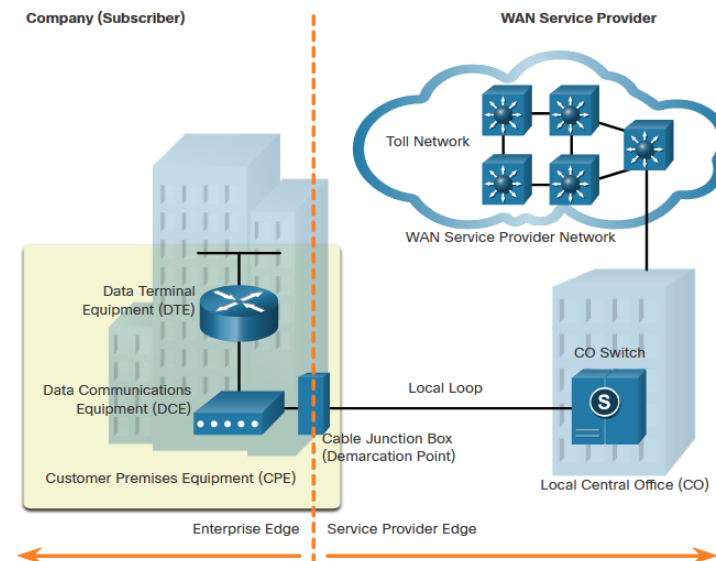 Company (Subscriber)
WAN Service Provider
Toll Network
WAN Service Provider Network
Data Terminal
Equipment (DTE)
CO Switch
Data Communications
Equipment (DCE)
Local Loop
S
Cable Junction Box
(Demarcation Point)
Customer Premises Equipment (CPE)
Local Central Office (CO)
Enterprise Edge
Service Provider Edge